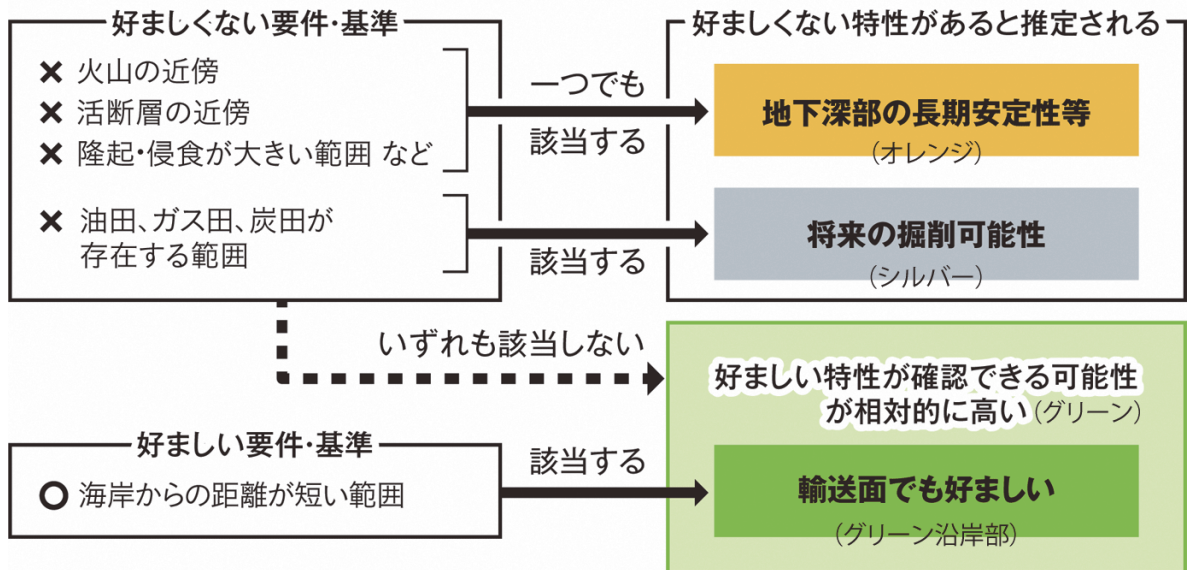 好ましくない要件・基準
✕ 火山の近傍
✕ 活断層の近傍
✕ 隆起・侵食が大きい範囲 など
✕ 油田、ガス田、炭田が
存在する範囲
一つでも
該当する
該当する
好ましくない特性があると推定される
地下深部の長期安定性等
(オレンジ)
将来の掘削可能性
(シルバー)
いずれも該当しない
好ましい特性が確認できる可能性
が相対的に高い(グリーン)
好ましい要件・基準
○ 海岸からの距離が短い範囲
該当する
輸送面でも好ましい
(グリーン沿岸部)